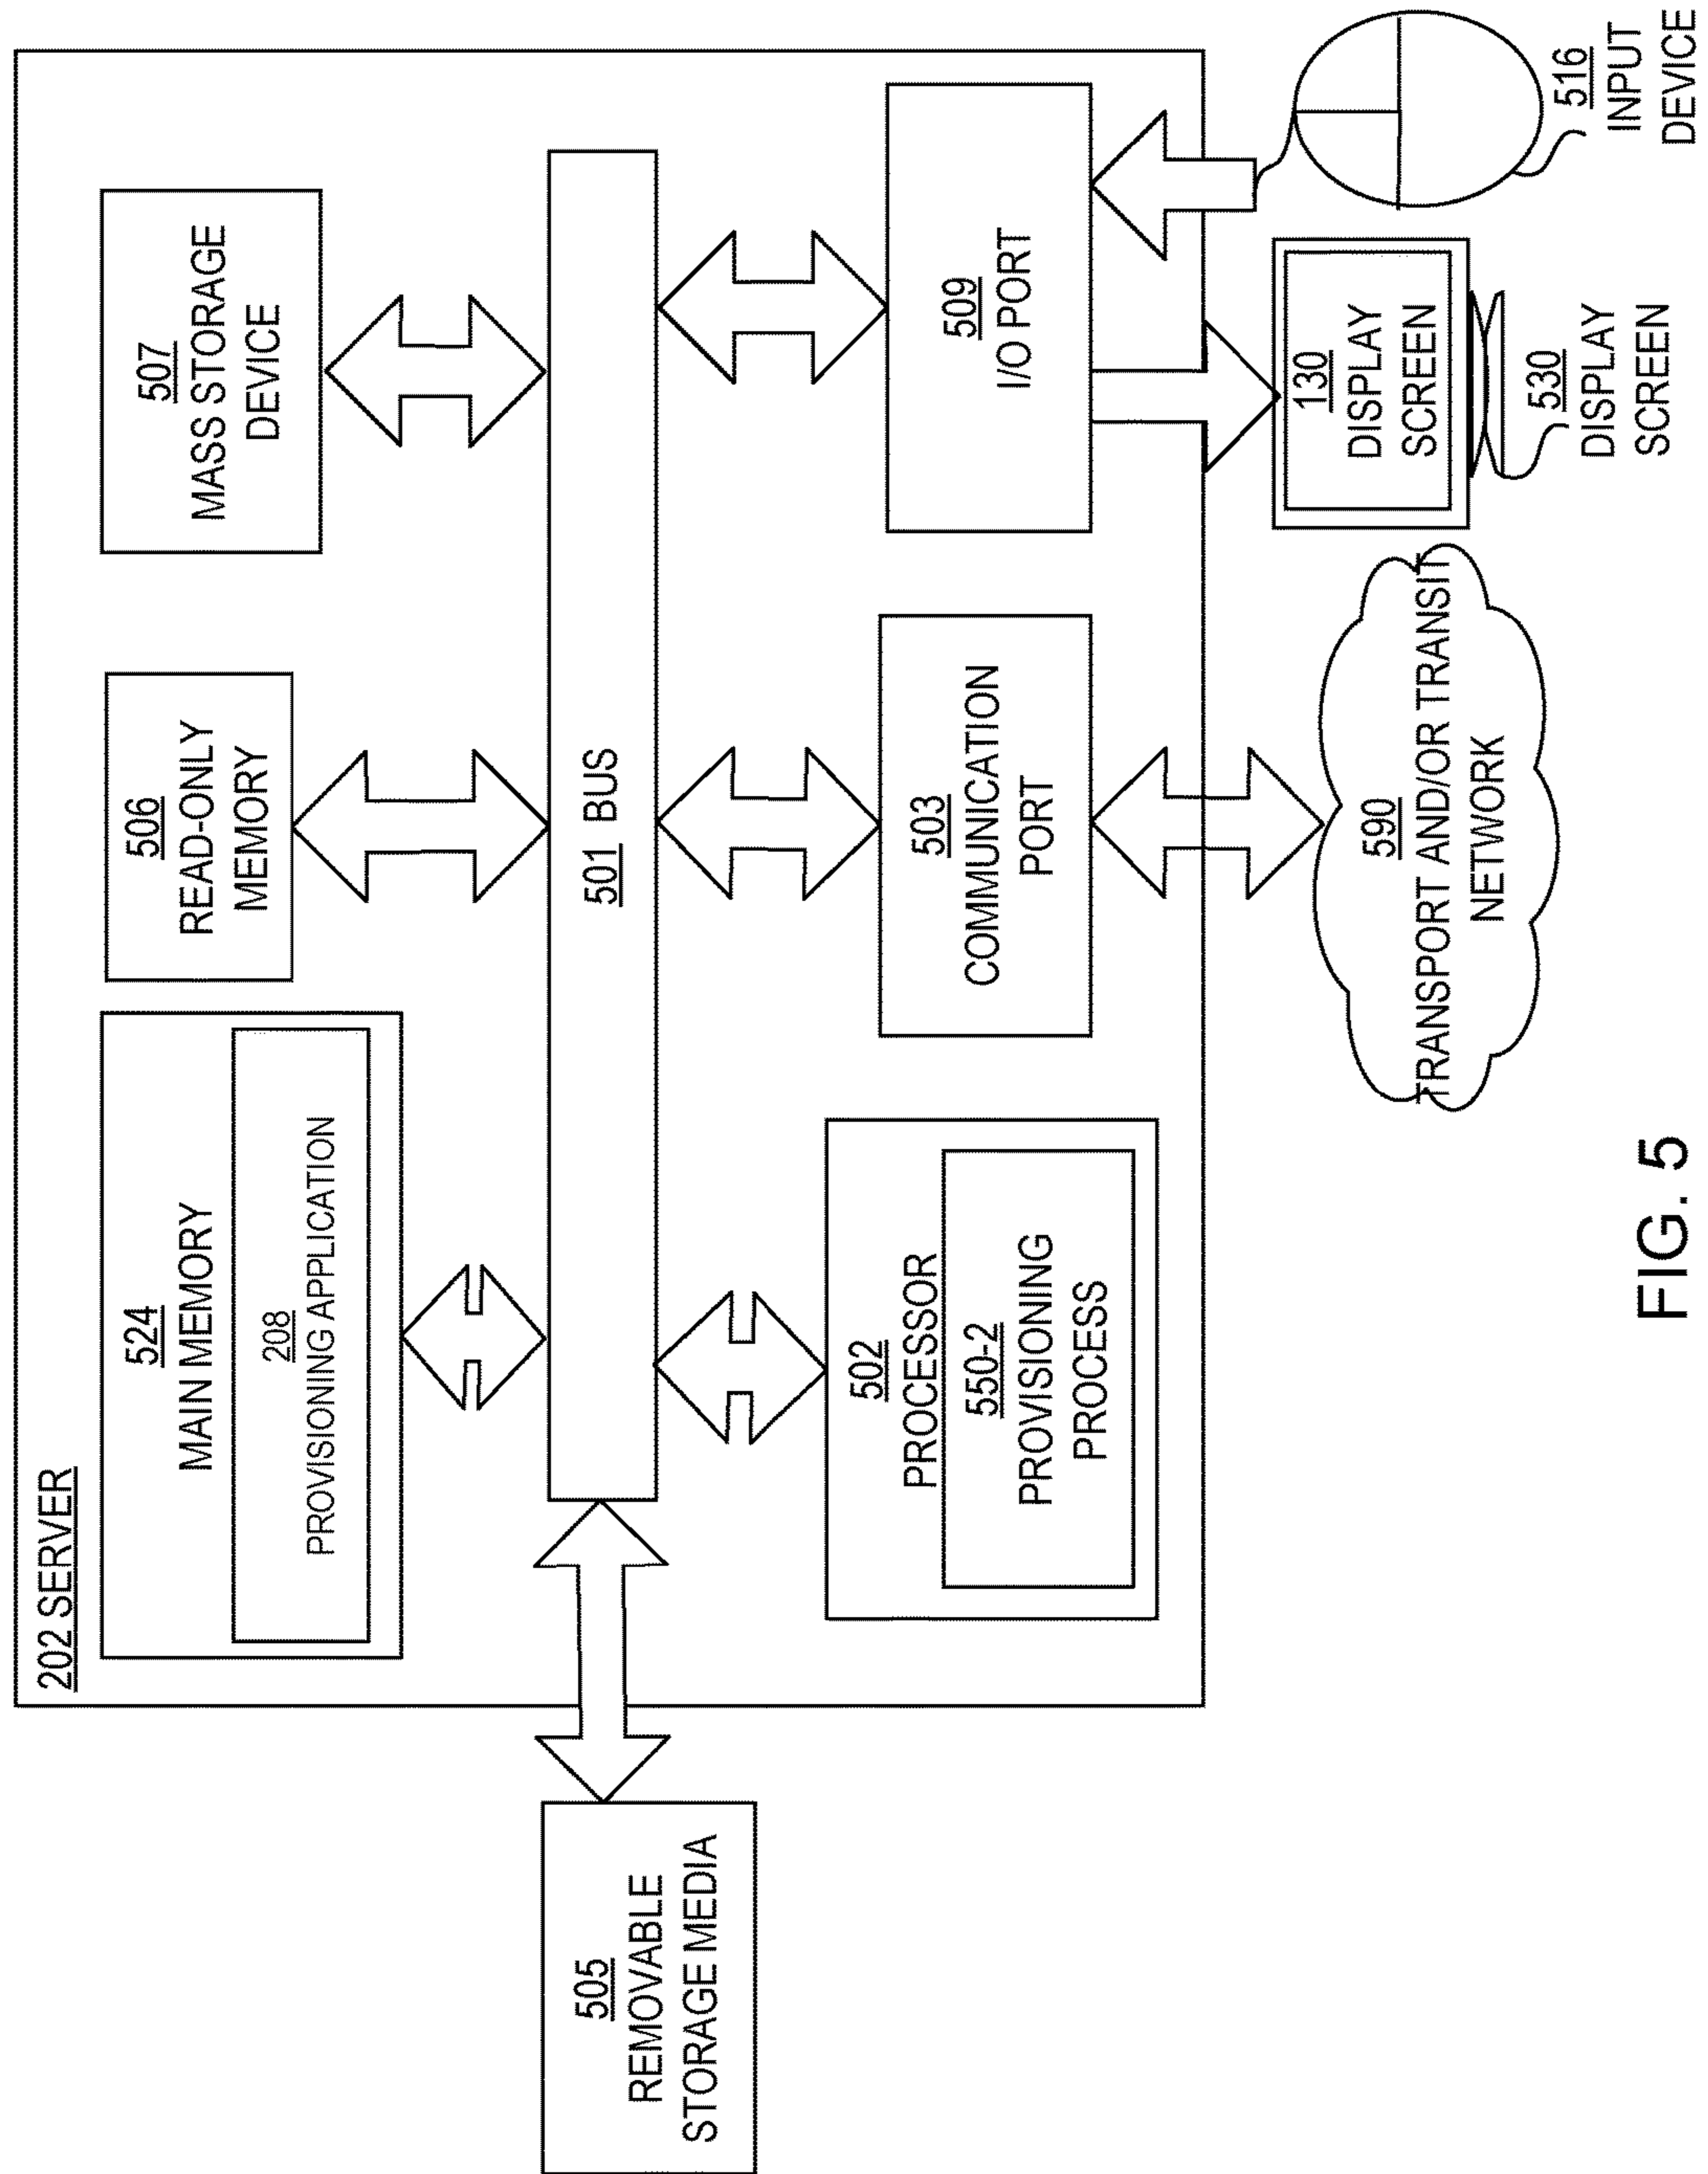 202 SERVER
524
MAIN MEMORY
208
PROVISIONING APPLICATION
506
READ-ONLY
MEMORY
507
MASS STORAGE
DEVICE
505
REMOVABLE
STORAGE MEDIA
501 BUS
502
PROCESSOR
550-2
PROVISIONING
PROCESS
503
COMMUNICATION
PORT
509
I/O PORT
590
TRANSPORT AND/OR TRANSIT
NETWORK
130
DISPLAY
SCREEN
530
DISPLAY
SCREEN
516
INPUT
DEVICE
FIG. 5